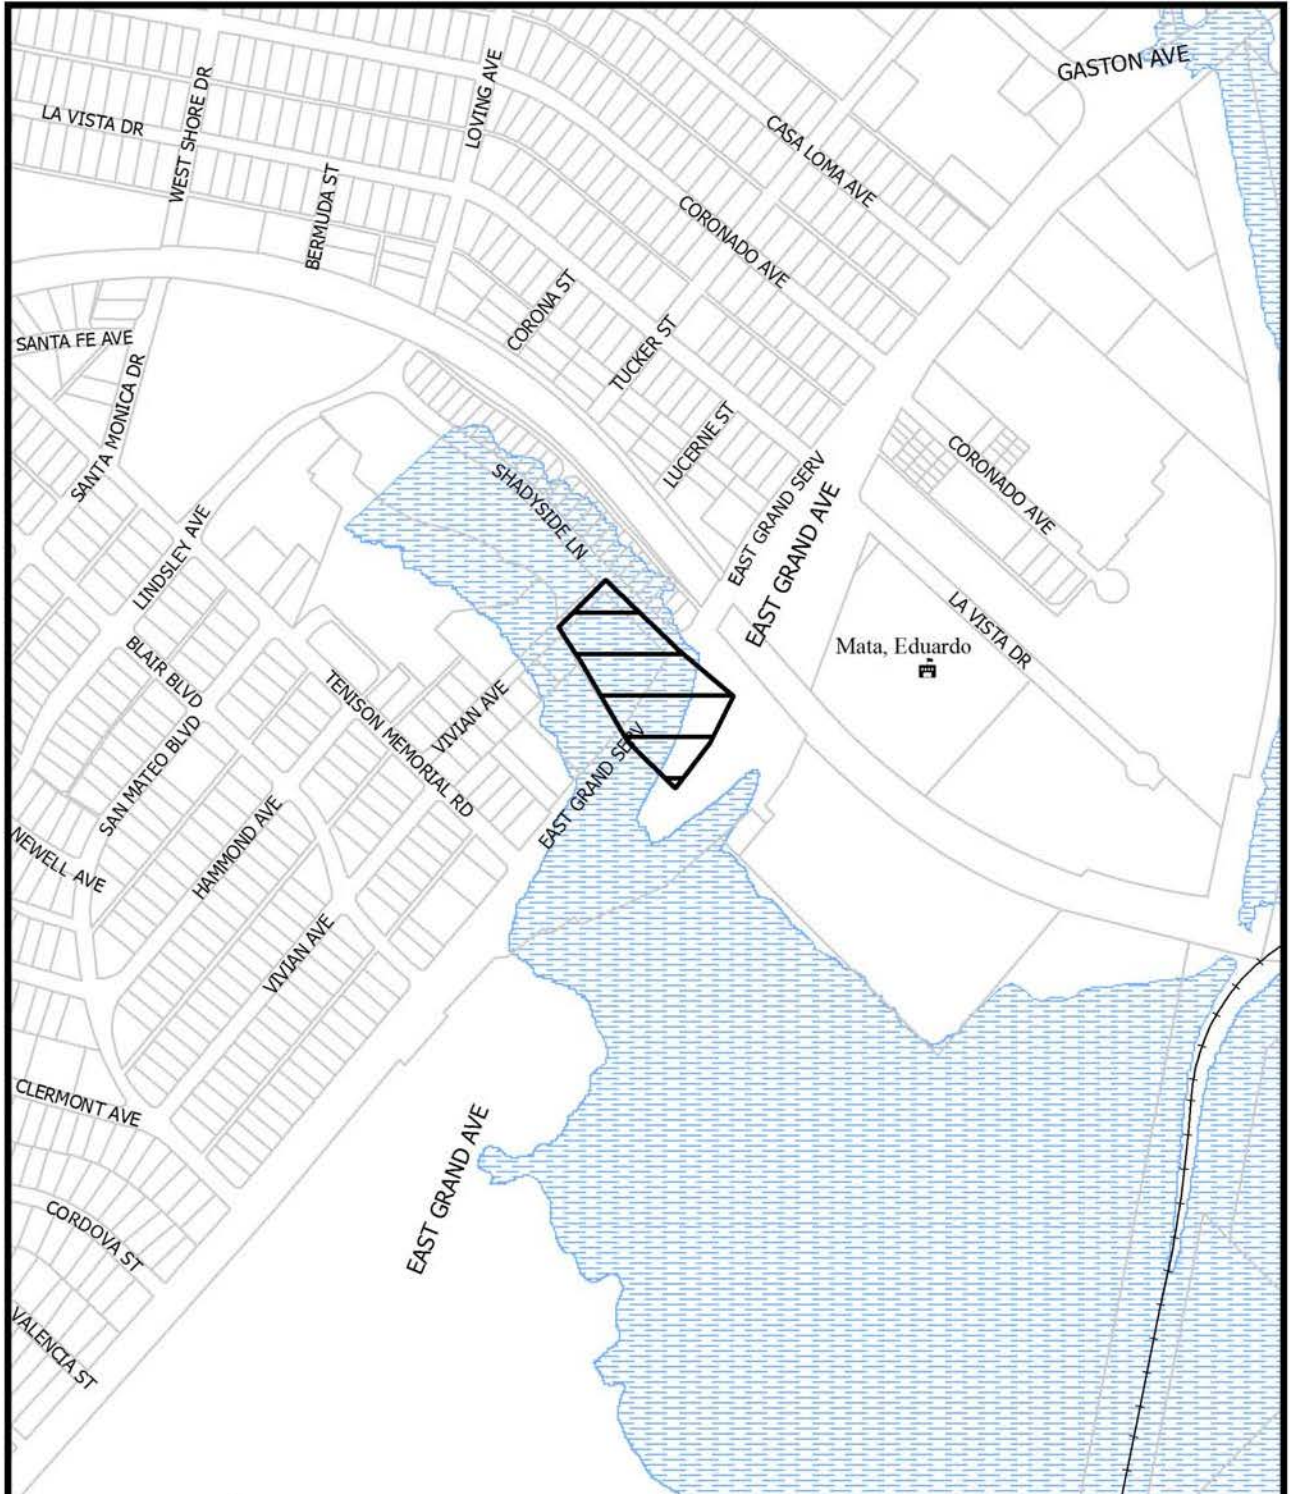 GASTON AVE
LOVING AVE
WEST SHORE DR
LA VISTA DR
CASA LOMA AVE
BERMUDA ST
CORONADO AVE
CORONA ST
TUCKER ST
SANTA FE AVE
SANTA MONICA DR
LUCERNE ST
CORONADO AVE
EAST GRAND SERV
EAST GRAND AVE
SHADYSIDE LN
LINDSLEY AVE
LA VISTA DR
Mata, Eduardo
BLAIR BLVD
TENISON MEMORIAL RD
VIVIAN AVE
SAN MATEO BLVD
EAST GRAND SERV
HAMMOND AVE
NEWELL AVE
VIVIAN AVE
CLERMONT AVE
EAST GRAND AVE
CORDOVA ST
VALENCIA ST